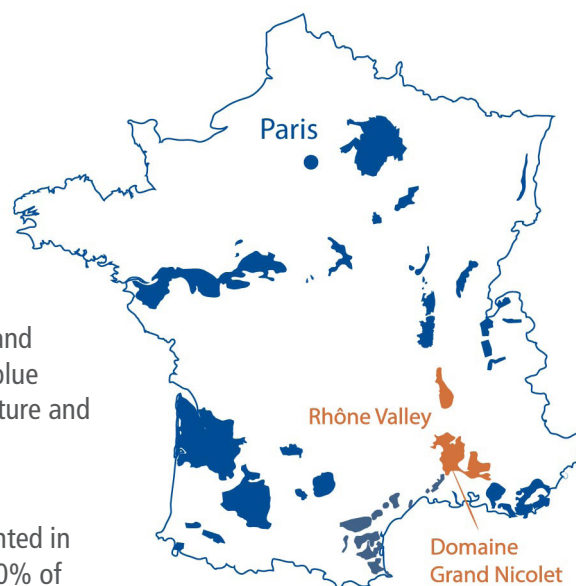 Paris
and
blue
ture and
Rhône Valley
nted in
0% of
Domaine
Grand Nicolet